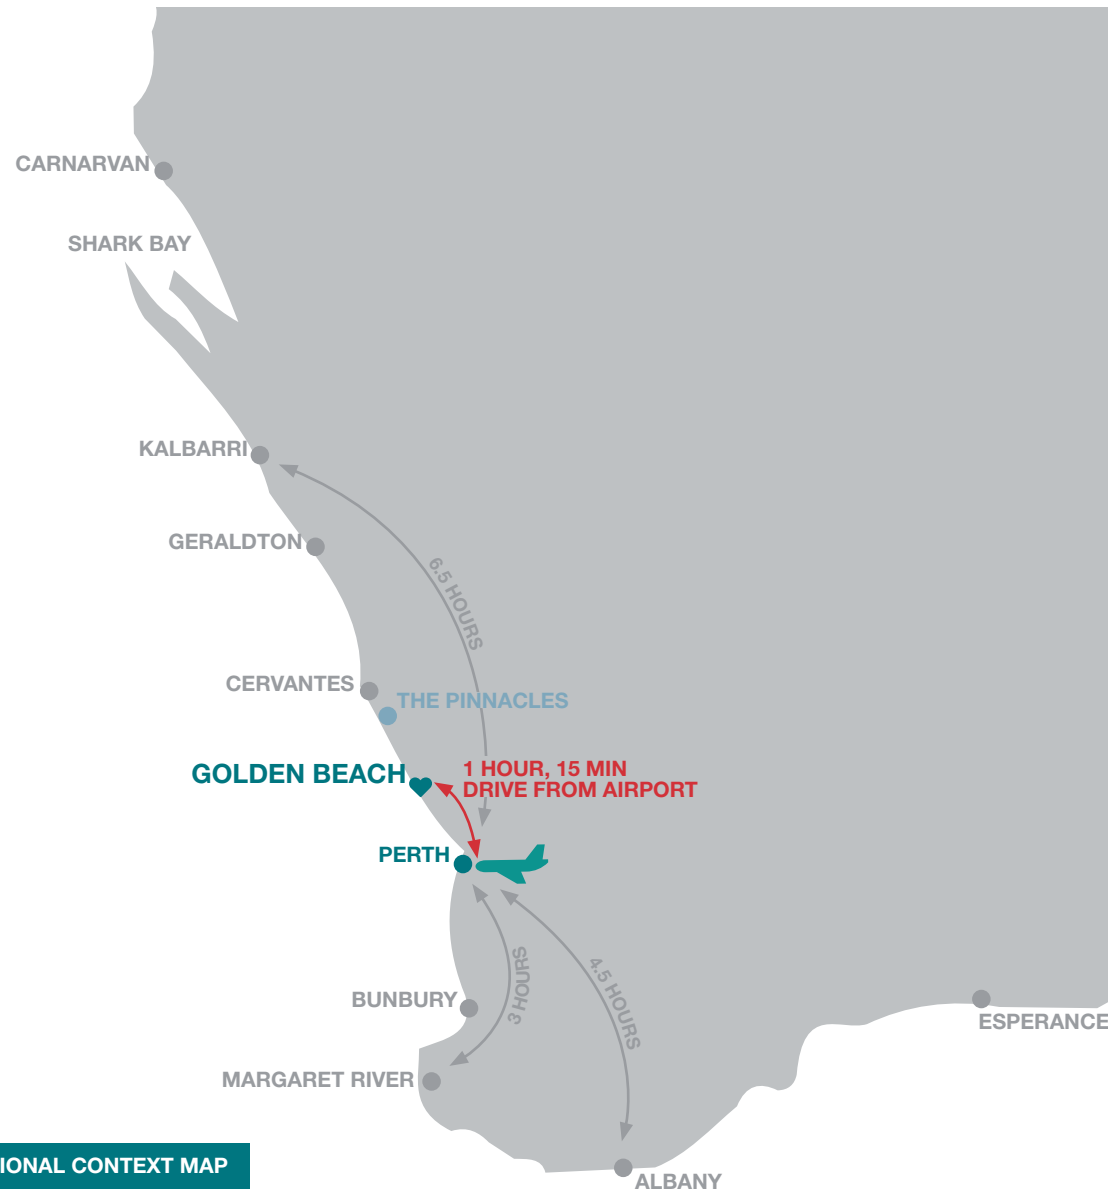 CARNARVAN
SHARK BAY
KALBARRI
GERALDTON
6.5 HOURS
CERVANTES
THE PINNACLES
GOLDEN BEACH
1 HOUR, 15 MIN
DRIVE FROM AIRPORT
PERTH
3 HOURS
4.5 HOURS
BUNBURY
ESPERANCE
MARGARET RIVER
IONAL CONTEXT MAP
ALBANY